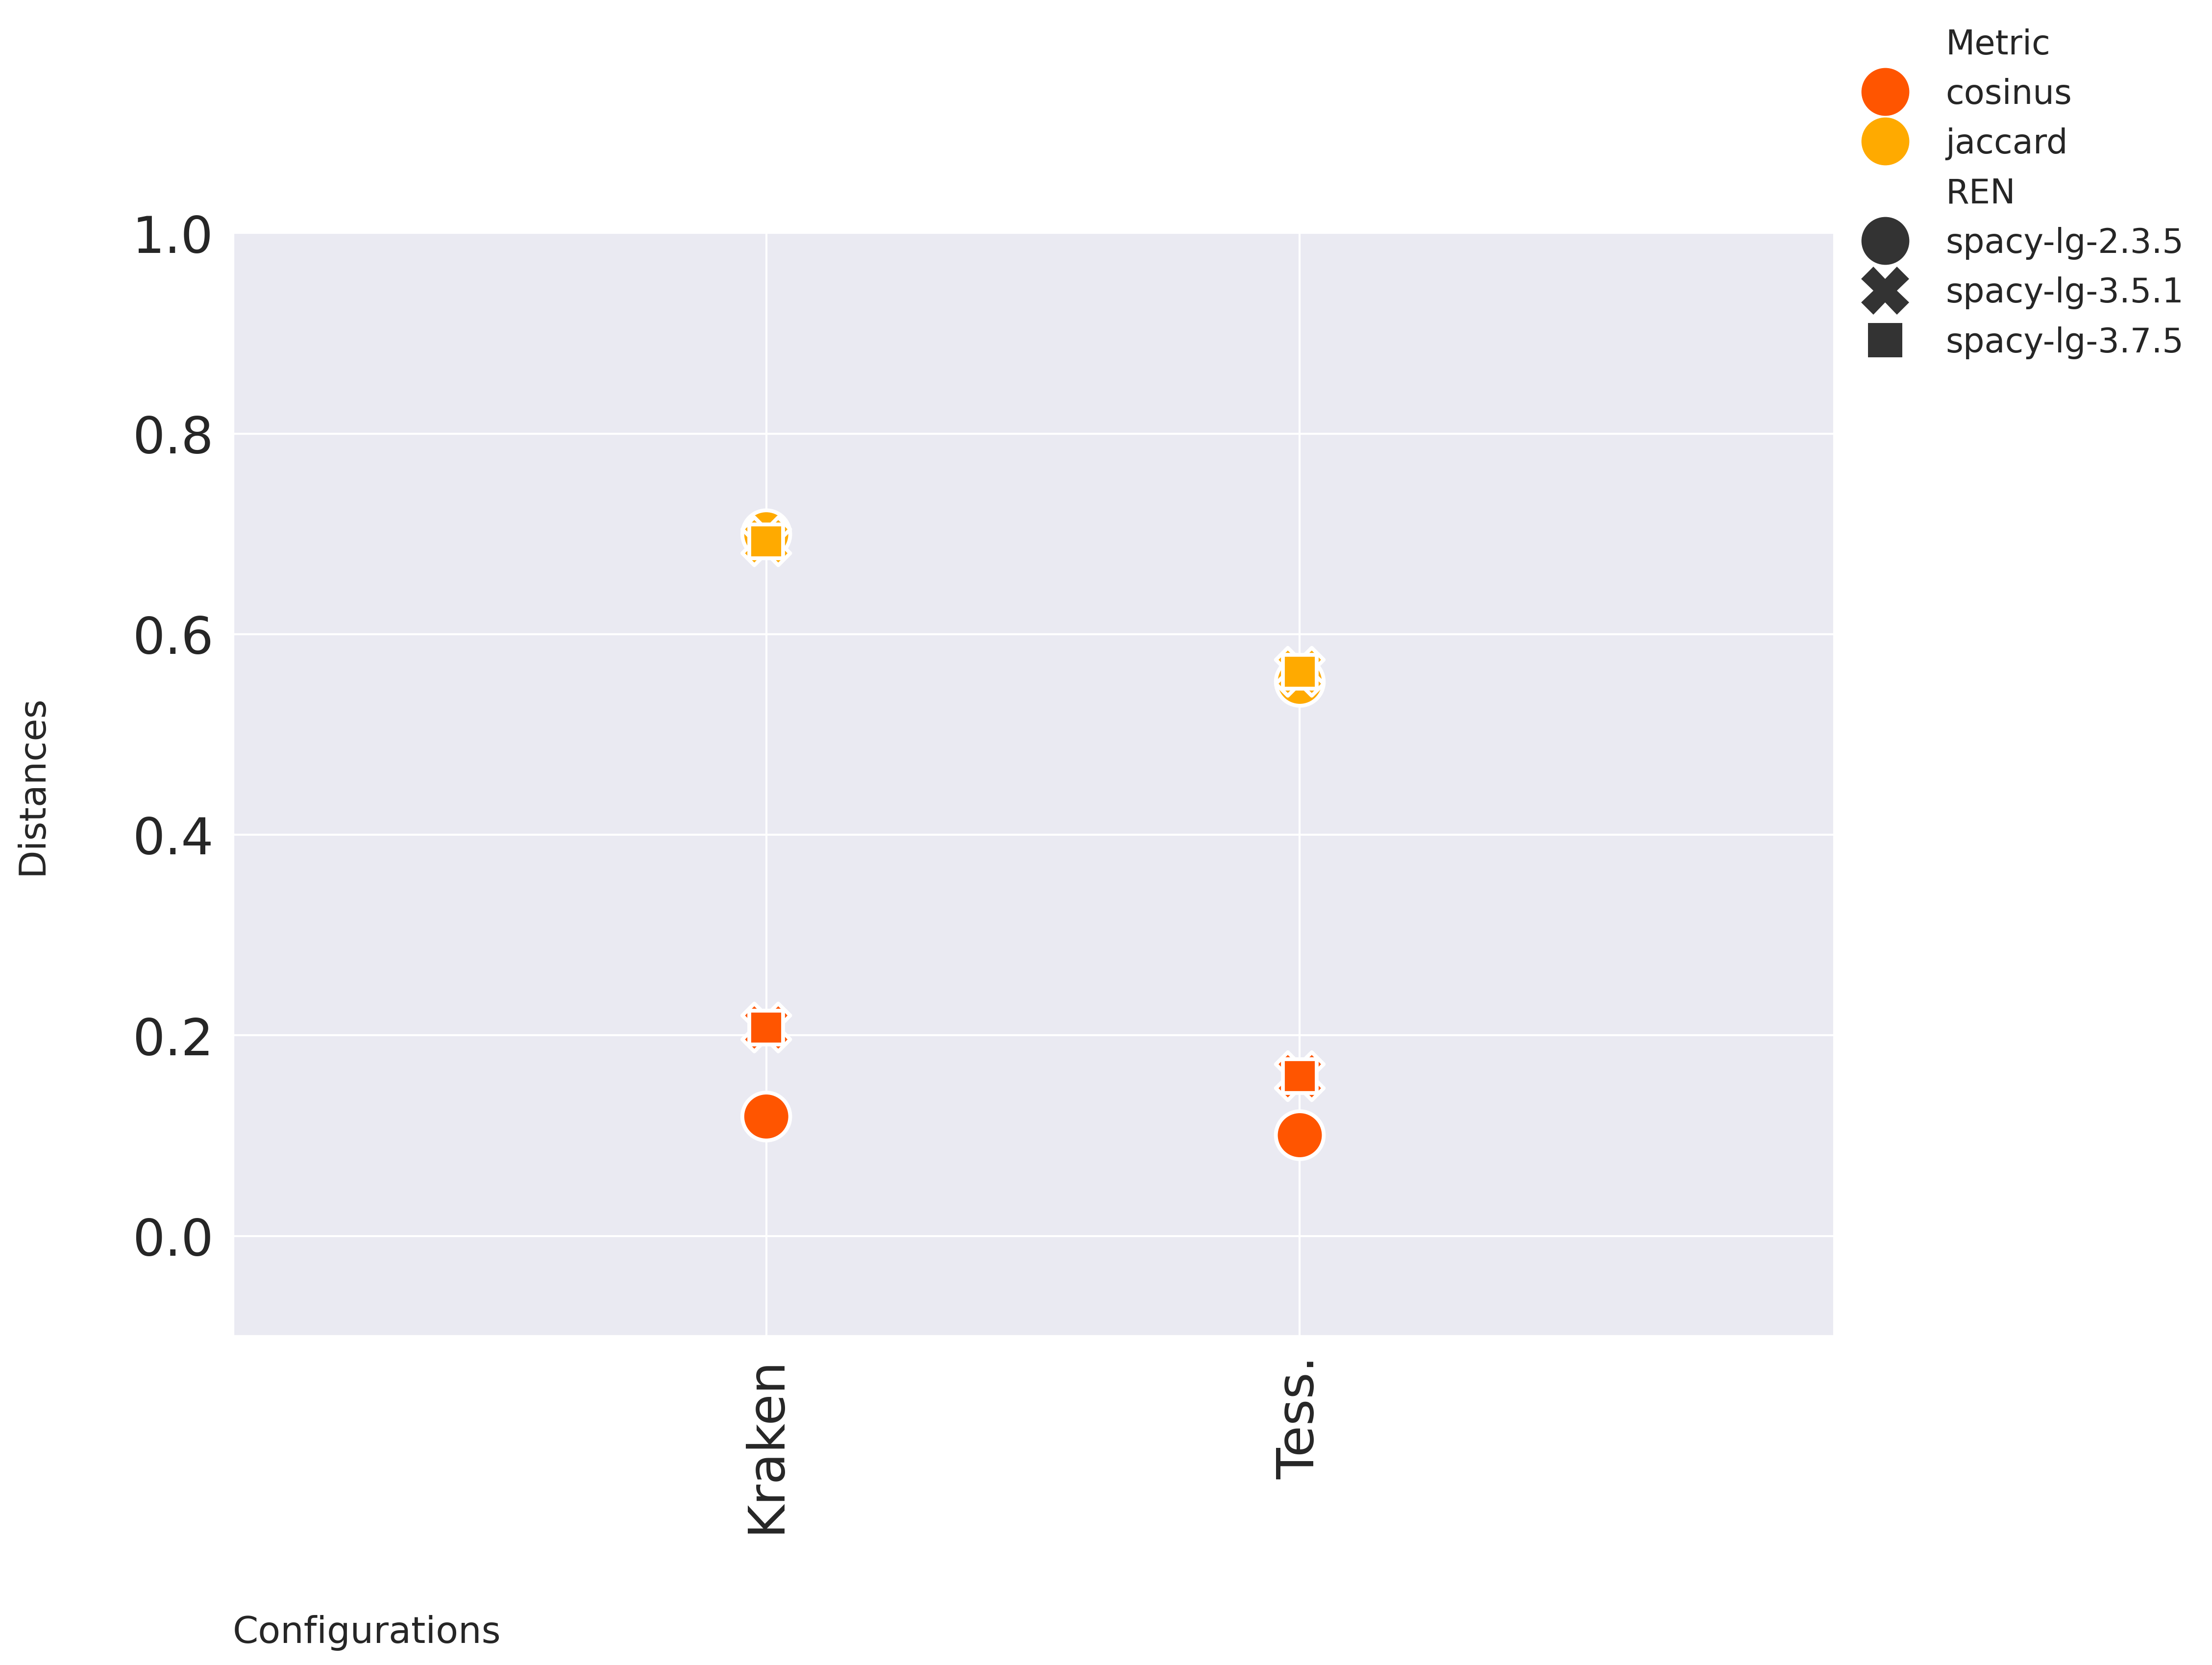 Metric
cosinus
jaccard
REN
spacy-lg-2.3.5
spacy-lg-3.5.1
spacy-lg-3.7.5
1.0
0.8
0.6
0.4
0.2
0.0
Distances
Kraken
Tess.
Configurations